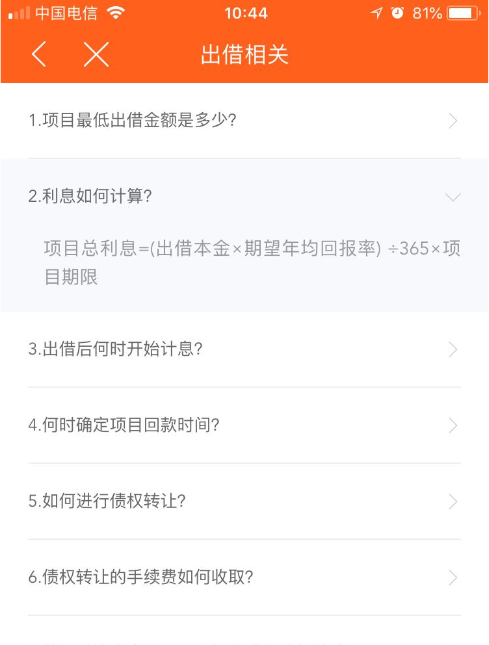 中国电信 10:44 81%
出借相关
1.项目最低出借金额是多少?
2.利息如何计算?
项目总利息=(出借本金×期望年均回报率) ÷365×项
目期限
3.出借后何时开始计息?
4.何时确定项目回款时间?
5.如何进行债权转让?
6.债权转让的手续费如何收取?